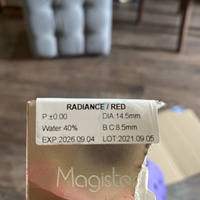 RADIANCE / RED
P ±0.00 DIA 14.5mm
Water 40% B.C 8.5mm
EXP.2026.09.04 LOT:2021.09.05
Magiste